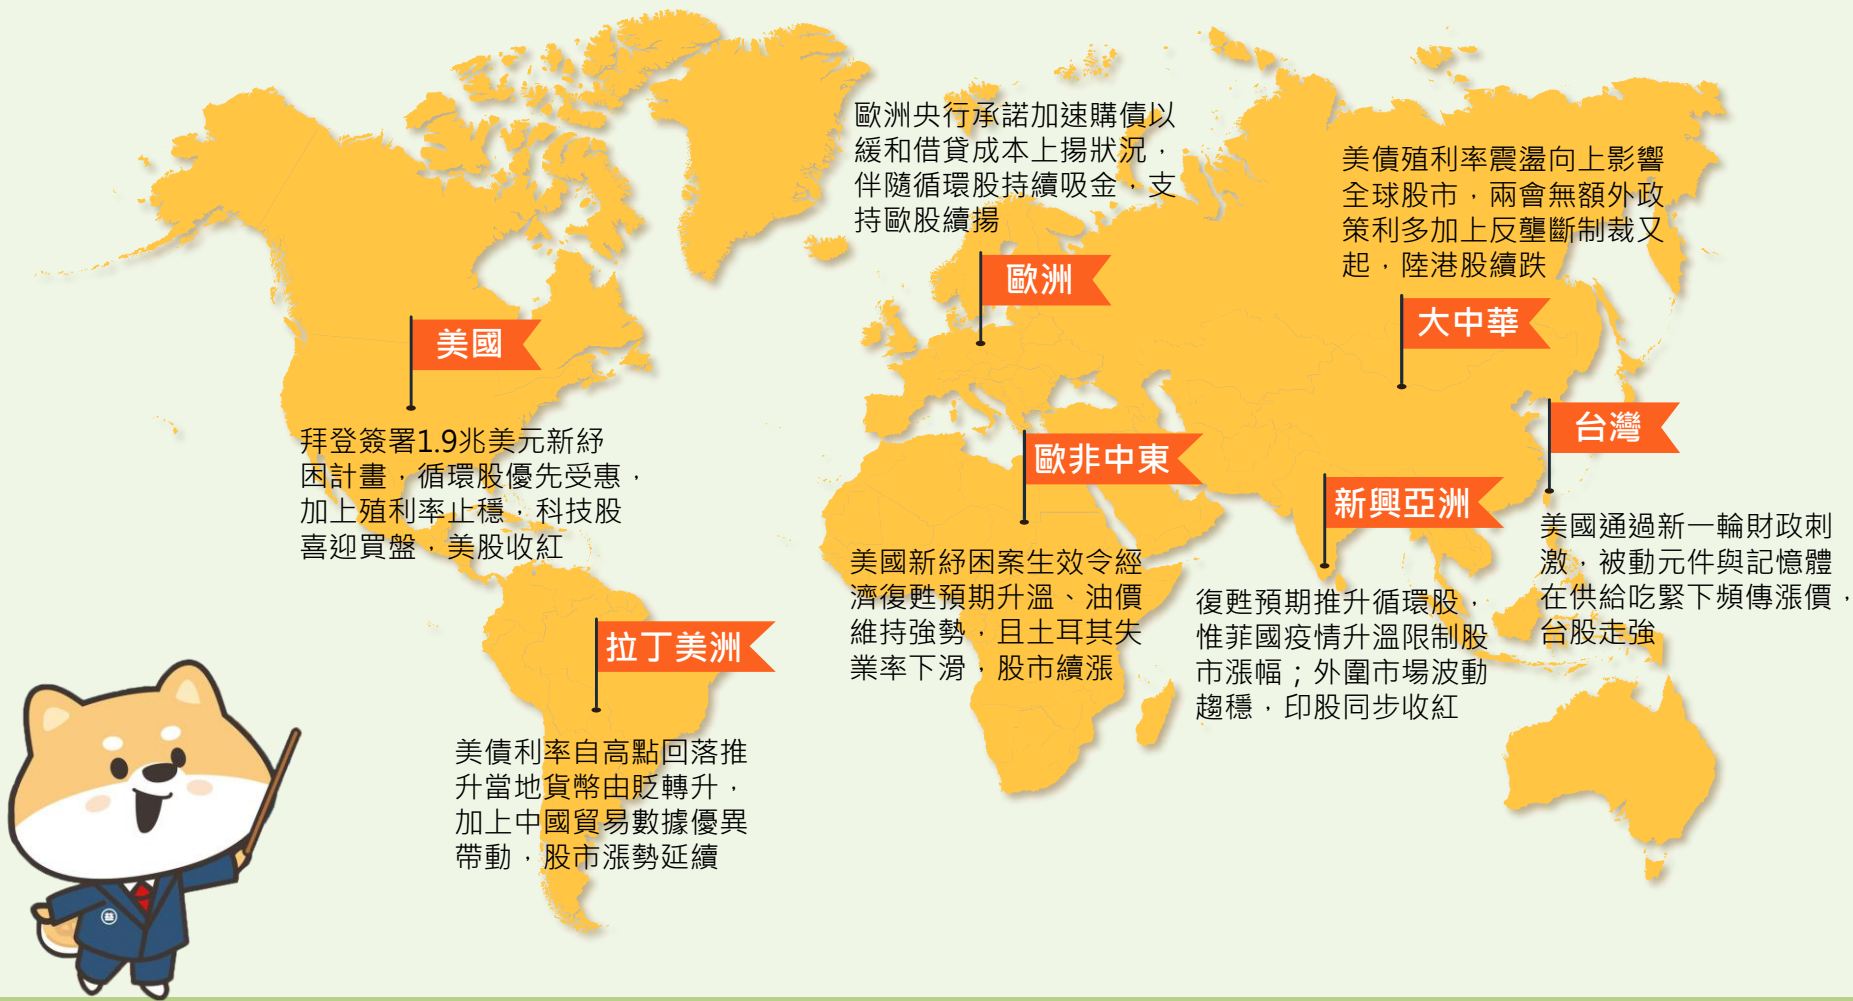 歐洲央行承諾加速購債以
緩和借貸成本上揚狀況，
伴隨循環股持續吸金，支
持歐股續揚
歐洲
美債殖利率震盪向上影響
全球股市，兩會無額外政
策利多加上反壟斷制裁又
起，陸港股續跌
大中華
美國
拜登簽署1.9兆美元新紓
困計畫，循環股優先受惠，
加上殖利率止穩，科技股
喜迎買盤，美股收紅
歐非中東
美國新紓困案生效令經
濟復甦預期升溫、油價
維持強勢，且土耳其失
業率下滑，股市續漲
新興亞洲
復甦預期推升循環股，
惟菲國疫情升溫限制股
市漲幅；外圍市場波動
趨穩，印股同步收紅
台灣
美國通過新一輪財政刺
激，被動元件與記憶體
在供給吃緊下頻傳漲價，
台股走強
拉丁美洲
美債利率自高點回落推
升當地貨幣由貶轉升，
加上中國貿易數據優異
帶動，股市漲勢延續